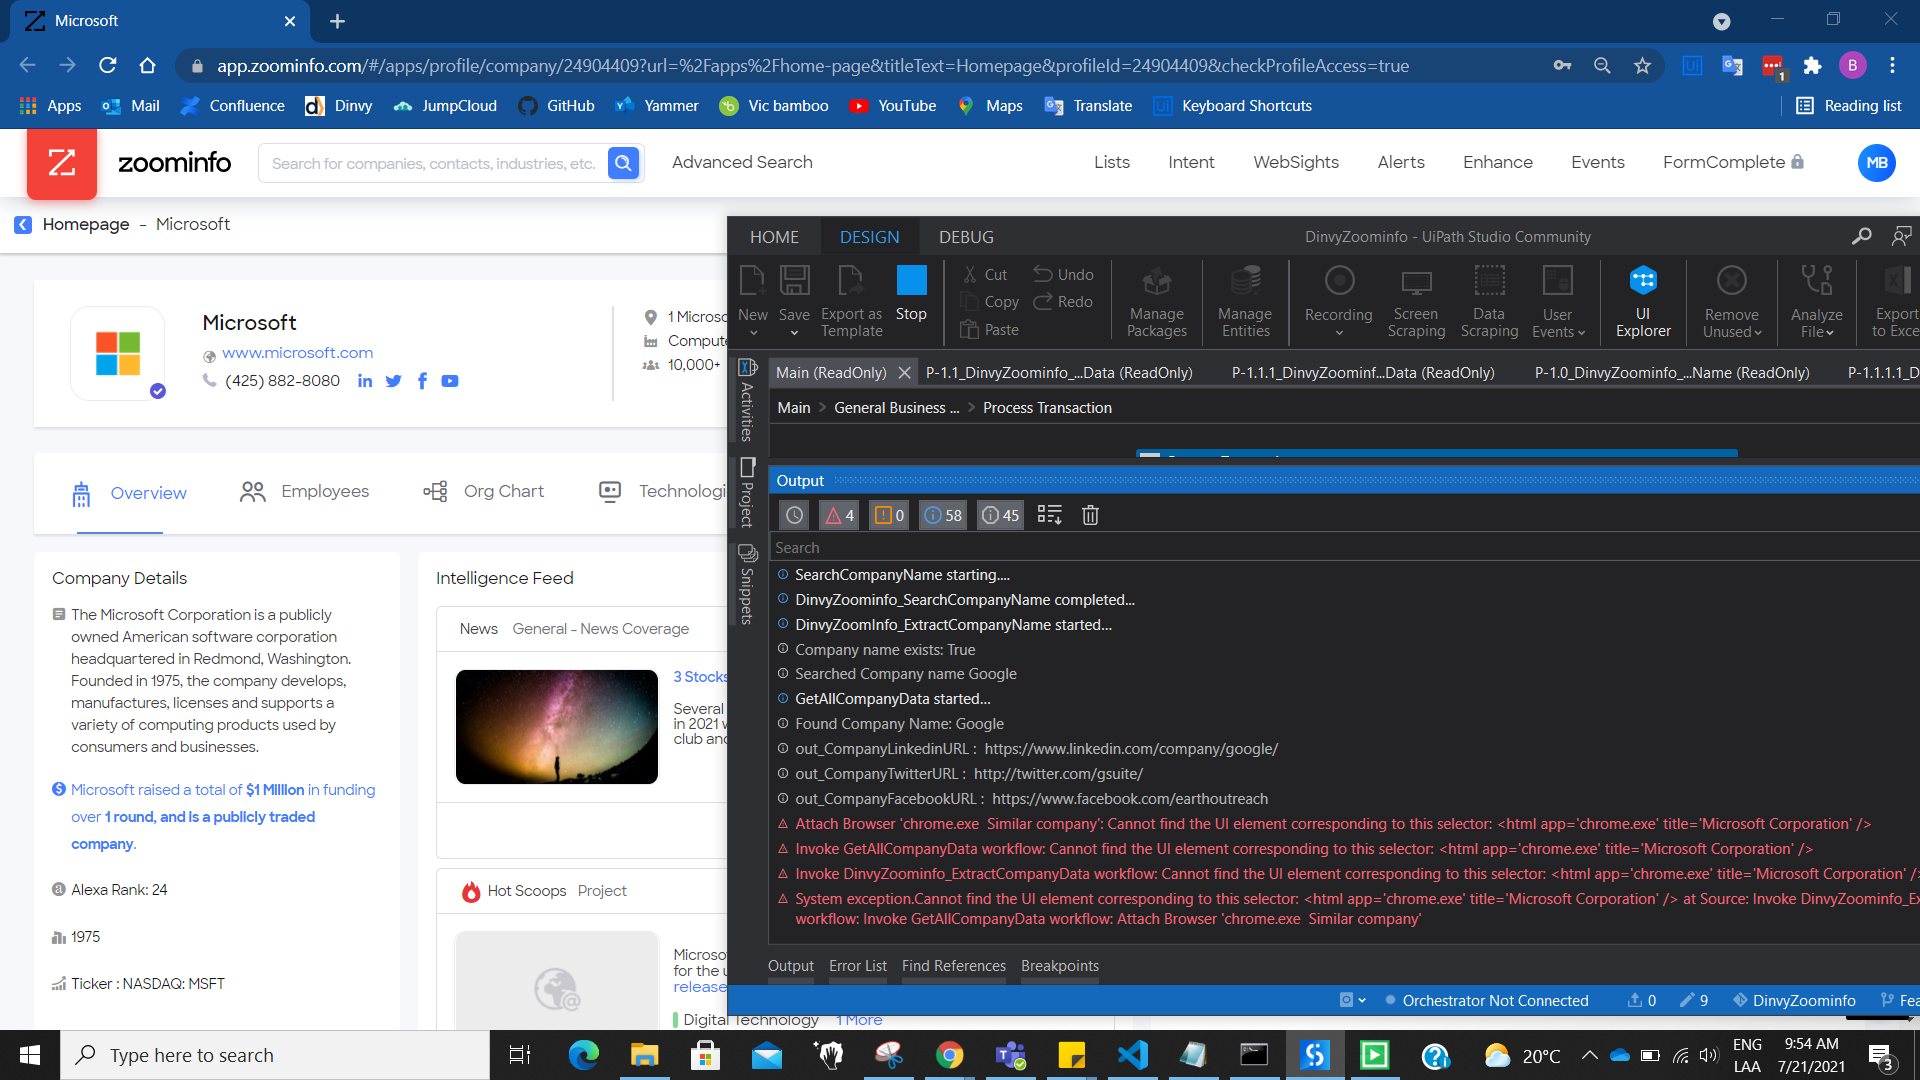 Microsoft
app.zoominfo.com/#/apps/profile/company/24904409?url=%2Fapps%2Fhome-page&titleText=Homepage&profileId=24904409&checkProfileAccess=true
1
B
Apps Mail Confluence Dinvy JumpCloud GitHub Yammer Vic bamboo YouTube Maps Translate Keyboard Shortcuts Reading list
zoominfo
Search for companies, contacts, industries, etc.
Advanced Search
Lists Intent WebSights Alerts Enhance Events FormComplete
MB
Homepage - Microsoft
Microsoft
www.microsoft.com
(425) 882-8080
1 Microso
Compute
10,000+
Overview Employees Org Chart Technologi
Company Details
The Microsoft Corporation is a publicly
owned American software corporation
headquartered in Redmond, Washington.
Founded in 1975, the company develops,
manufactures, licenses and supports a
variety of computing products used by
consumers and businesses.
Microsoft raised a total of $1 Million in funding
over 1 round, and is a publicly traded
company.
Alexa Rank: 24
1975
Ticker : NASDAQ: MSFT
Intelligence Feed
News General - News Coverage
3 Stocks
Several
in 2021 w
club and
Hot Scoops Project
Microsof
for the u
release
Digital Technology 1 More
HOME DESIGN DEBUG
DinvyZoominfo - UiPath Studio Community
New
Save
Export as
Template
Stop
Cut
Copy
Paste
Undo
Redo
Manage
Packages
Manage
Entities
Recording
Screen
Scraping
Data
Scraping
User
Events
UI
Explorer
Remove
Unused
Analyze
File
Export
to Exce
Activities
Project
Snippets
Main (ReadOnly) P-1.1_DinvyZoominfo_...Data (ReadOnly) P-1.1.1_DinvyZoominf...Data (ReadOnly) P-1.0_DinvyZoominfo_...Name (ReadOnly) P-1.1.1.1_D
Main > General Business ... > Process Transaction
Output
4 0 58 45
Search
SearchCompanyName starting....
DinvyZoominfo_SearchCompanyName completed...
DinvyZoomInfo_ExtractCompanyName started...
Company name exists: True
Searched Company name Google
GetAllCompanyData started...
Found Company Name: Google
out_CompanyLinkedinURL : https://www.linkedin.com/company/google/
out_CompanyTwitterURL : http://twitter.com/gsuite/
out_CompanyFacebookURL : https://www.facebook.com/earthoutreach
Attach Browser 'chrome.exe Similar company': Cannot find the UI element corresponding to this selector: <html app='chrome.exe' title='Microsoft Corporation' />
Invoke GetAllCompanyData workflow: Cannot find the UI element corresponding to this selector: <html app='chrome.exe' title='Microsoft Corporation' />
Invoke DinvyZoominfo_ExtractCompanyData workflow: Cannot find the UI element corresponding to this selector: <html app='chrome.exe' title='Microsoft Corporation' />
System exception.Cannot find the UI element corresponding to this selector: <html app='chrome.exe' title='Microsoft Corporation' /> at Source: Invoke DinvyZoominfo_Ex
workflow: Invoke GetAllCompanyData workflow: Attach Browser 'chrome.exe Similar company'
Output Error List Find References Breakpoints
Orchestrator Not Connected 0 9 DinvyZoominfo Fea
Type here to search
20°C
ENG
LAA
9:54 AM
7/21/2021
3